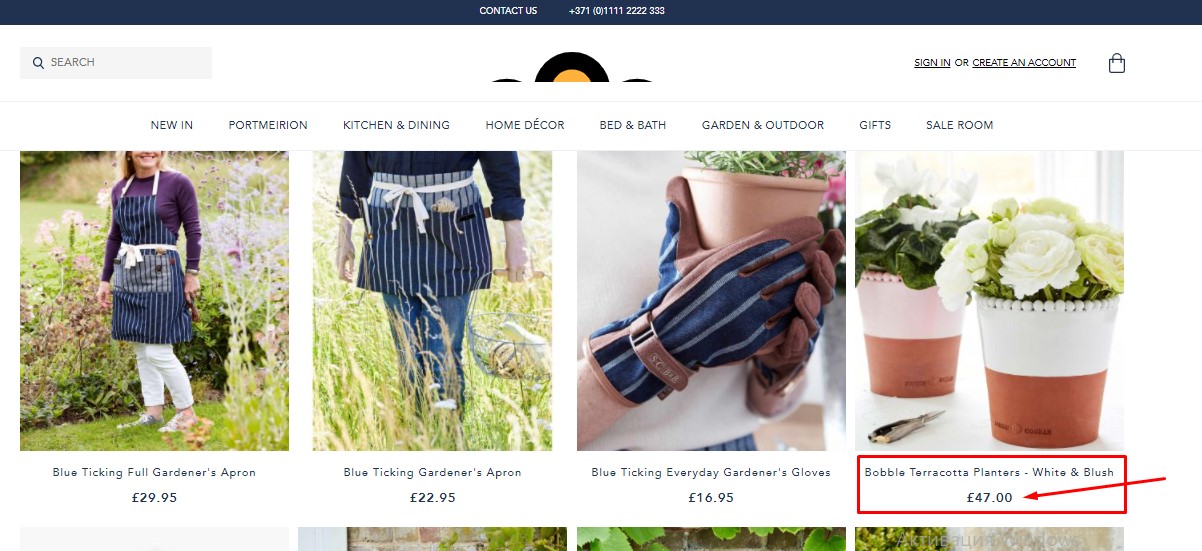 CONTACT US +371 (0)1111 2222 333
SEARCH
SIGN IN OR CREATE AN ACCOUNT
NEW IN PORTMEIRION KITCHEN & DINING HOME DÉCOR BED & BATH GARDEN & OUTDOOR GIFTS SALE ROOM
Blue Ticking Full Gardener's Apron
£29.95
Blue Ticking Gardener's Apron
£22.95
Blue Ticking Everyday Gardener's Gloves
£16.95
Bobble Terracotta Planters - White & Blush
£47.00
Активация Windows